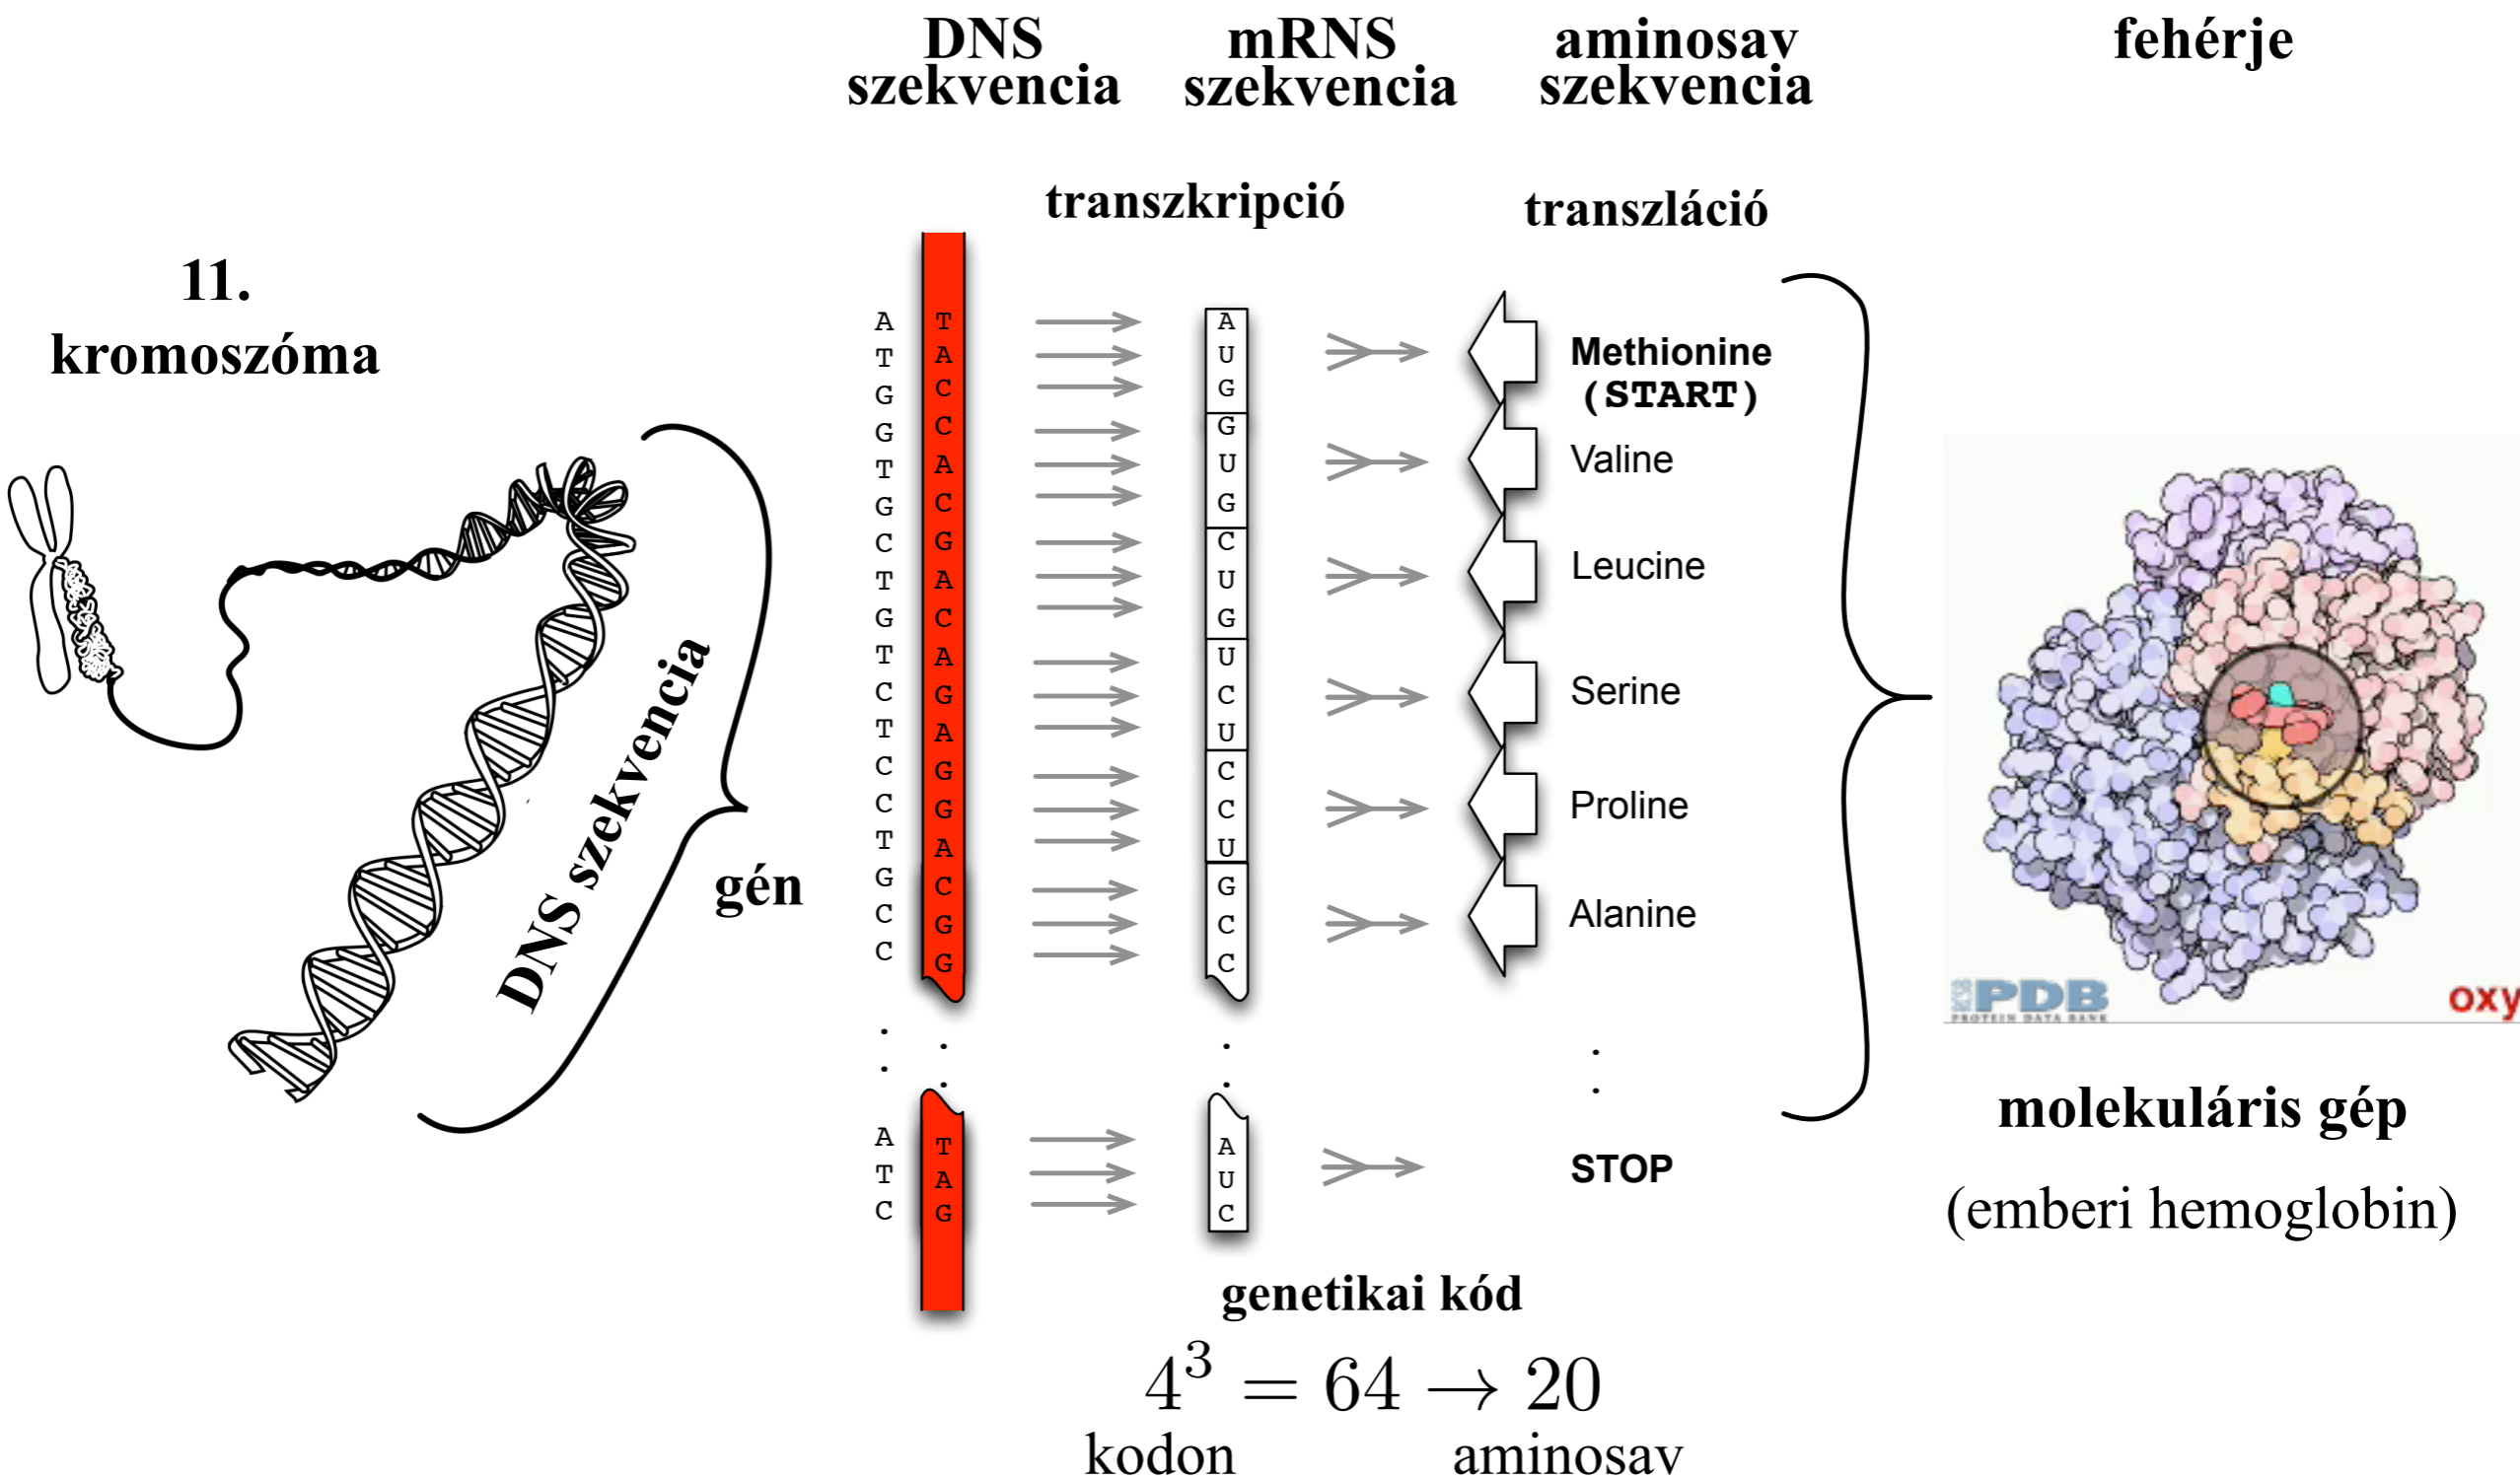 DNS
szekvencia
mRNS
szekvencia
aminosav
szekvencia
fehérje
transzkripció
transzláció
11.
kromoszóma
DNS szekvencia
gén
A T A
T A U
G C G
Methionine
(START)
G C G
T A U
G C G
Valine
C G C
T A U
G C G
Leucine
T A U
C G C
T A U
Serine
C G C
C G C
T A U
Proline
G C G
C G C
C G C
Alanine
. . . .
. . . .
A T A
T A U
C G C
STOP
RCSB PDB
PROTEIN DATA BANK
oxy
molekuláris gép
(emberi hemoglobin)
genetikai kód
4³ = 64 → 20
kodon aminosav